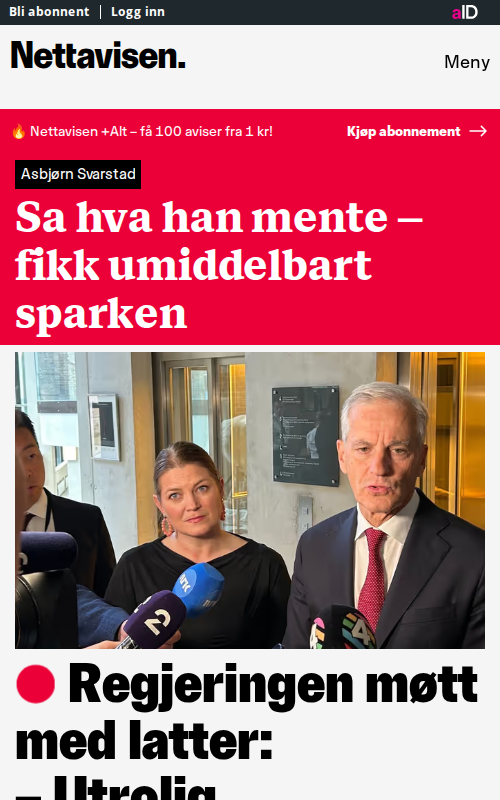 Bli abonnent
Logg inn
aID
Nettavisen.
Meny
🔥 Nettavisen +Alt – få 100 aviser fra 1 kr!
Kjøp abonnement →
Asbjørn Svarstad
Sa hva han mente –
fikk umiddelbart
sparken
nrk
2
Regjeringen møtt
med latter:
– Utrolig